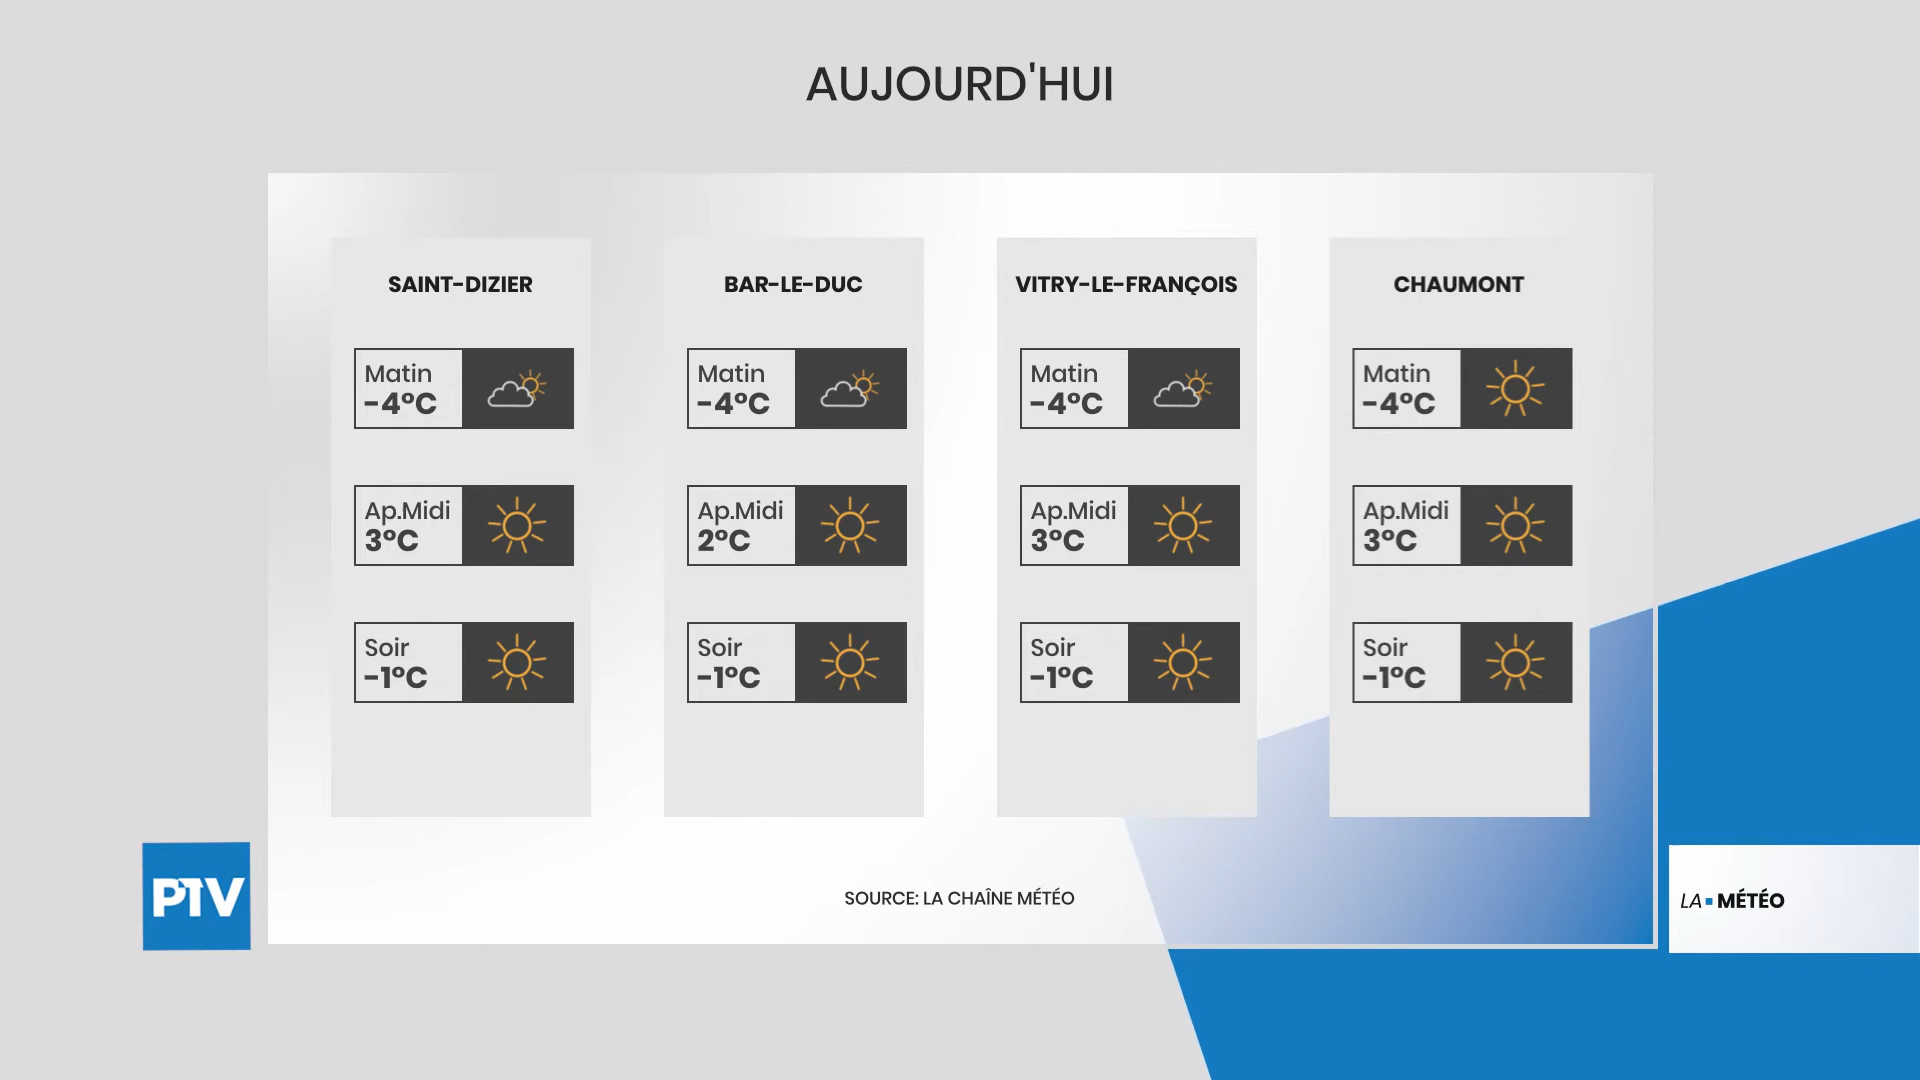 AUJOURD'HUI
SAINT-DIZIER
Matin
-4°C
Ap.Midi
3°C
Soir
-1°C
BAR-LE-DUC
Matin
-4°C
Ap.Midi
2°C
Soir
-1°C
VITRY-LE-FRANÇOIS
Matin
-4°C
Ap.Midi
3°C
Soir
-1°C
CHAUMONT
Matin
-4°C
Ap.Midi
3°C
Soir
-1°C
SOURCE: LA CHAÎNE MÉTÉO
PTV
LA MÉTÉO